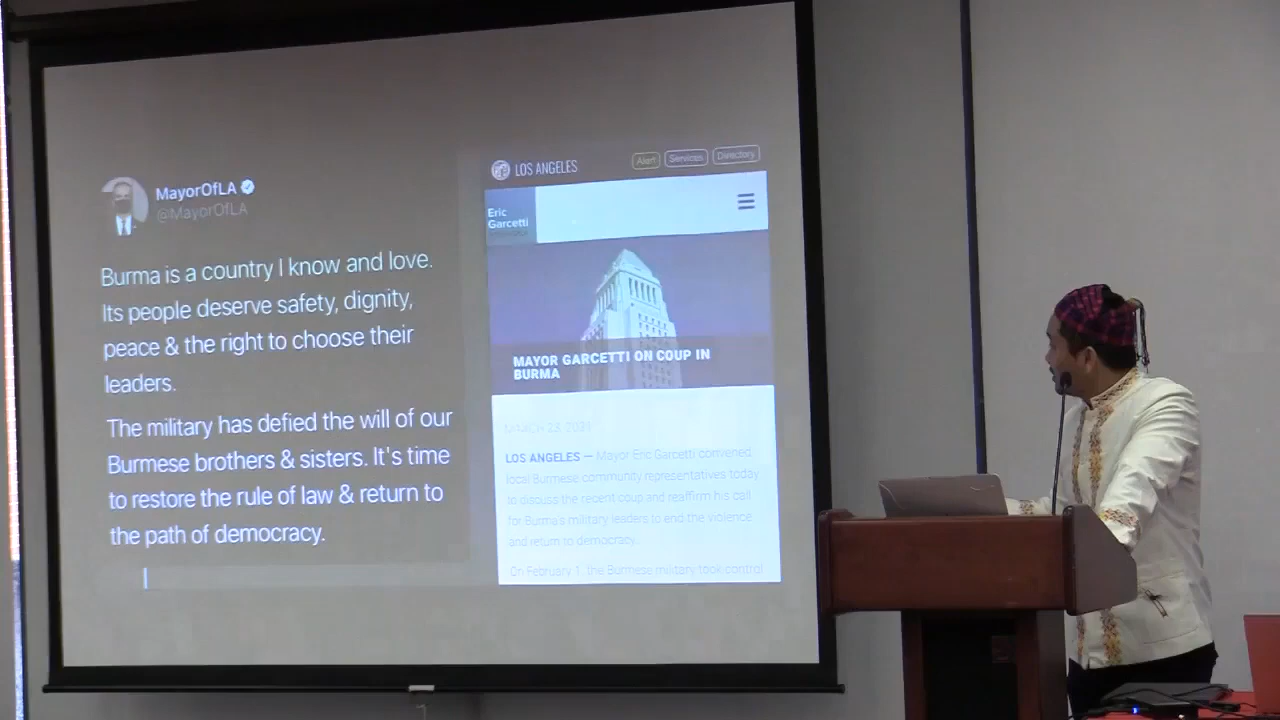 MayorOfLA
@MayorOfLA
Burma is a country I know and love.
Its people deserve safety, dignity,
peace & the right to choose their
leaders.
The military has defied the will of our
Burmese brothers & sisters. It's time
to restore the rule of law & return to
the path of democracy.
LOS ANGELES
Alert
Services
Directory
Eric
Garcetti
MAYOR GARCETTI ON COUP IN
BURMA
2021
LOS ANGELES — Mayor Eric Garcetti convened
local Burmese community representatives today
to discuss the recent coup and reaffirm his call
for Burma's military leaders to end the violence
and return to democracy.
On February 1, the Burmese military took control